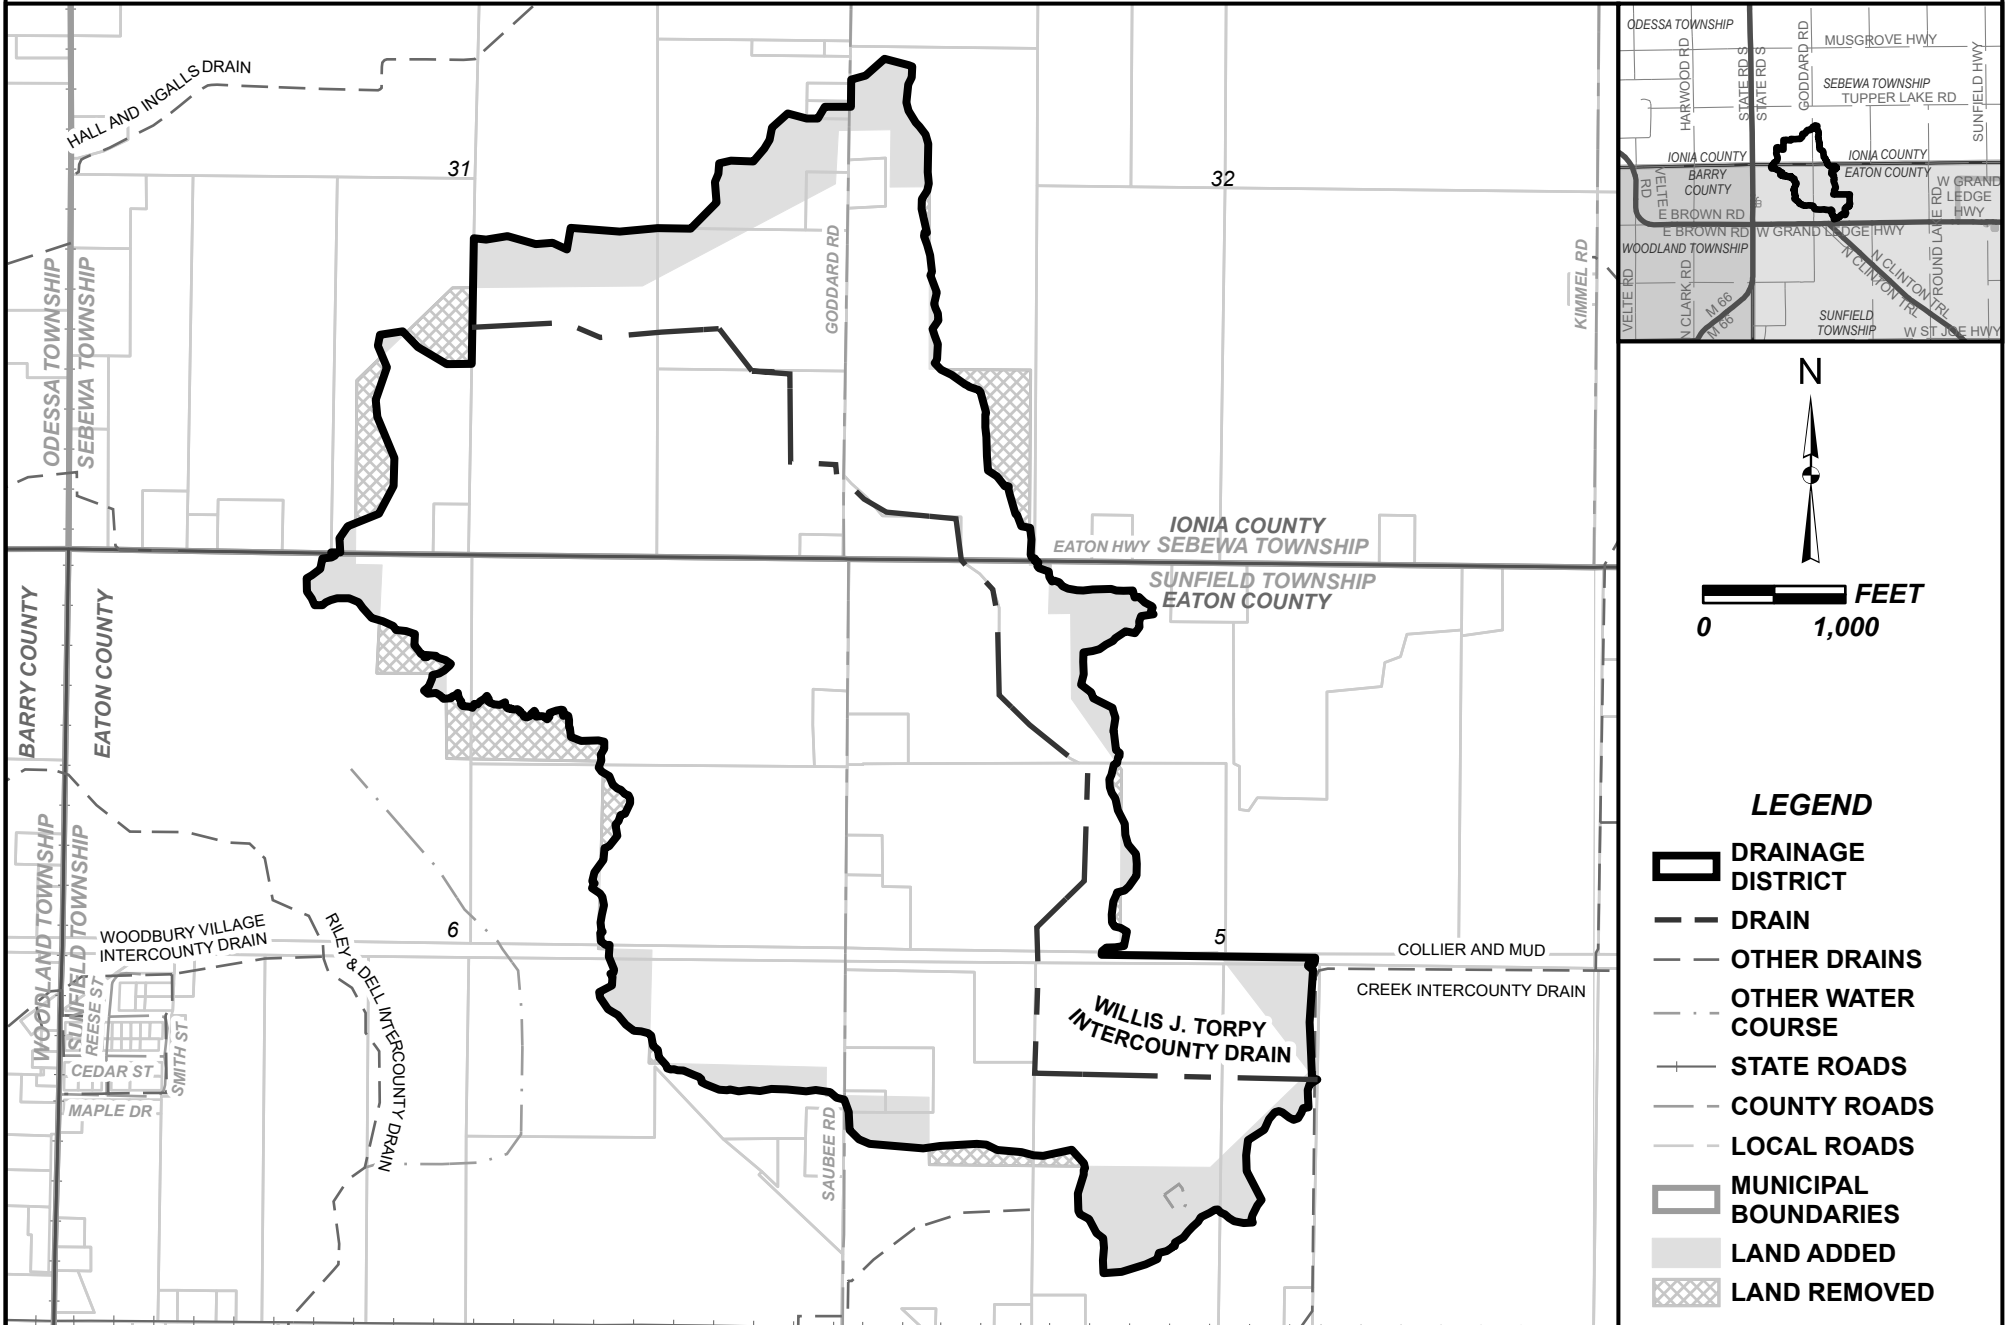 HALL AND INGALLS DRAIN
31
32
ODESSA TOWNSHIP
SEBEWA TOWNSHIP
GODDARD RD
KIMMEL RD
IONIA COUNTY
EATON HWY
SEBEWA TOWNSHIP
SUNFIELD TOWNSHIP
EATON COUNTY
BARRY COUNTY
EATON COUNTY
WOODLAND TOWNSHIP
SUNFIELD TOWNSHIP
6
5
WOODBURY VILLAGE
INTERCOUNTY DRAIN
RILEY & DELL INTERCOUNTY DRAIN
REESE ST
SMITH ST
CEDAR ST
MAPLE DR
COLLIER AND MUD
CREEK INTERCOUNTY DRAIN
WILLIS J. TORPY
INTERCOUNTY DRAIN
SAUBEE RD
ODESSA TOWNSHIP
HARWOOD RD
STATE RD S
STATE RD S
GODDARD RD
MUSGROVE HWY
SEBEWA TOWNSHIP
TUPPER LAKE RD
SUNFIELD HWY
IONIA COUNTY
BARRY
COUNTY
IONIA COUNTY
EATON COUNTY
VELTE
RD
W GRAND
LEDGE
HWY
E BROWN RD
E BROWN RD
W GRAND LEDGE HWY
WOODLAND TOWNSHIP
ROUND LAKE RD
N CLINTON TRL
N CLINTON TRL
VELTE RD
N CLARK RD
M 66
M 66
SUNFIELD
TOWNSHIP
W ST JOE HWY
N
FEET
0
1,000
LEGEND
DRAINAGE
DISTRICT
DRAIN
OTHER DRAINS
OTHER WATER
COURSE
STATE ROADS
COUNTY ROADS
LOCAL ROADS
MUNICIPAL
BOUNDARIES
LAND ADDED
LAND REMOVED